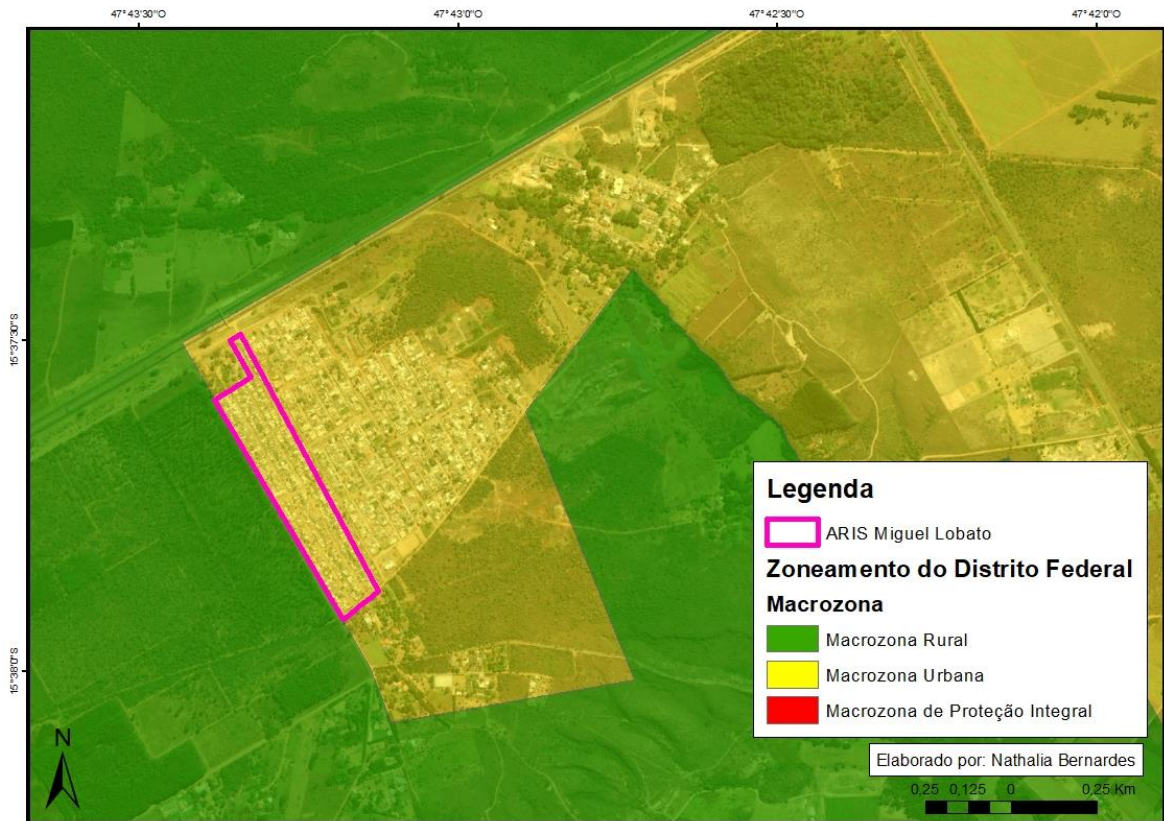 47°43'30"O 47°43'0"O 47°42'30"O 47°42'0"O
15°37'30"S
15°38'0"S
Legenda
ARIS Miguel Lobato
Zoneamento do Distrito Federal
Macrozona
Macrozona Rural
Macrozona Urbana
Macrozona de Proteção Integral
N
Elaborado por: Nathalia Bernardes
0,25 0,125 0 0,25 Km